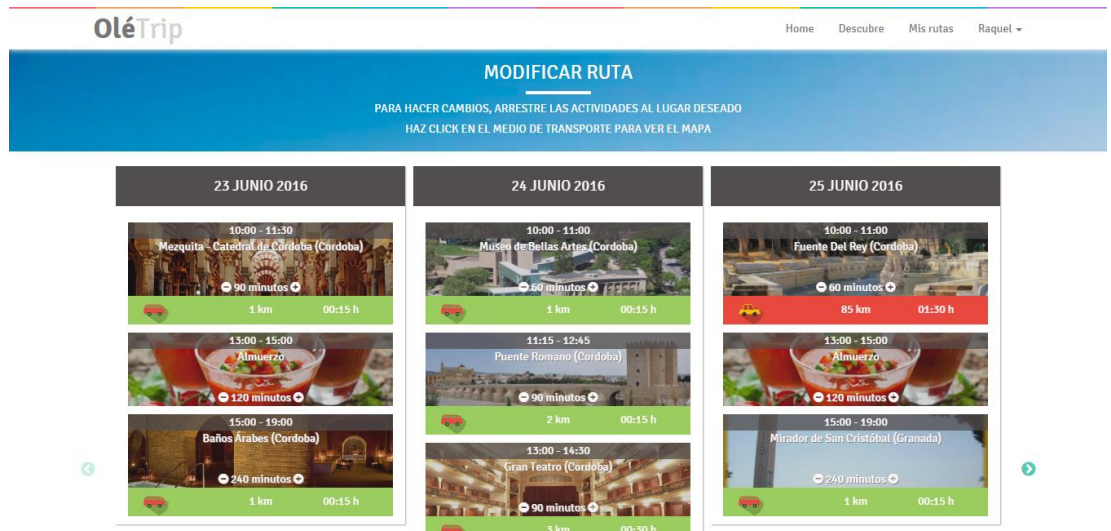 OléTrip
Home Descubre Mis rutas Raquel
MODIFICAR RUTA
PARA HACER CAMBIOS, ARRESTRE LAS ACTIVIDADES AL LUGAR DESEADO
HAZ CLICK EN EL MEDIO DE TRANSPORTE PARA VER EL MAPA
23 JUNIO 2016
10:00 - 11:30
Mezquita - Catedral de Cordoba (Cordoba)
90 minutos
1 km 00:15 h
13:00 - 15:00
Almuerzo
120 minutos
15:00 - 19:00
Baños Árabes (Cordoba)
240 minutos
1 km 00:15 h
24 JUNIO 2016
10:00 - 11:00
Museo de Bellas Artes (Cordoba)
60 minutos
1 km 00:15 h
11:15 - 12:45
Puente Romano (Cordoba)
90 minutos
2 km 00:15 h
13:00 - 14:30
Gran Teatro (Cordoba)
90 minutos
3 km 00:30 h
25 JUNIO 2016
10:00 - 11:00
Fuente Del Rey (Cordoba)
60 minutos
85 km 01:30 h
13:00 - 15:00
Almuerzo
120 minutos
15:00 - 19:00
Mirador de San Cristóbal (Granada)
240 minutos
1 km 00:15 h